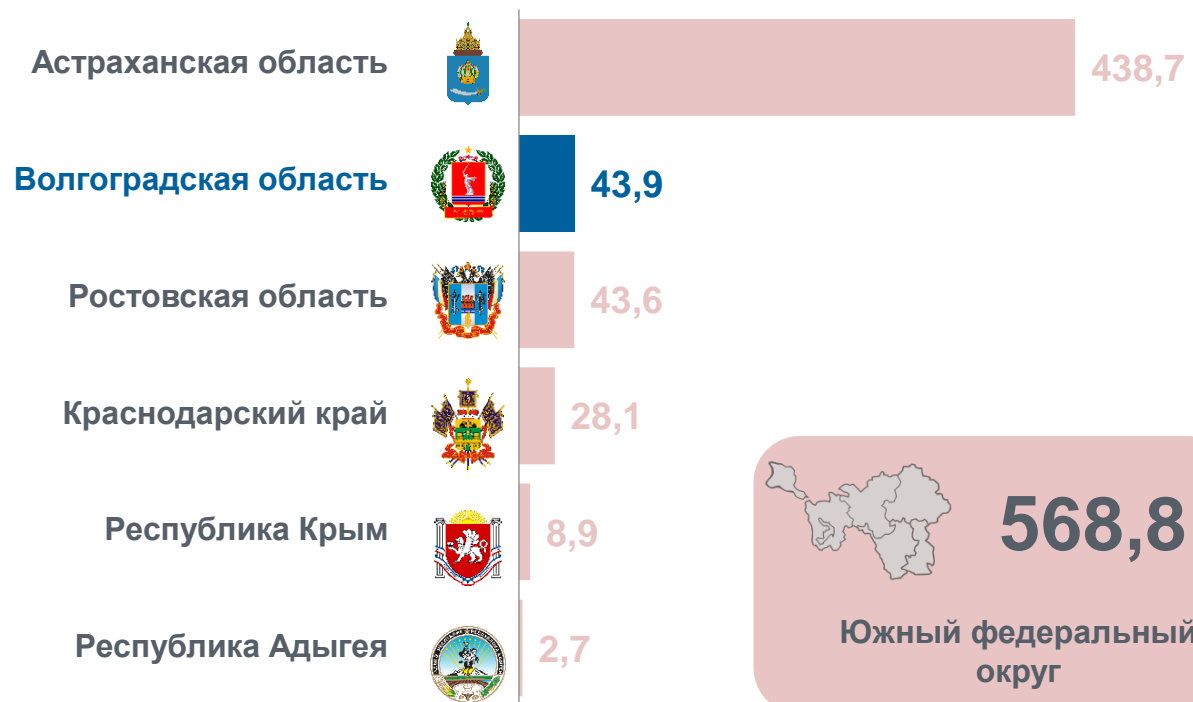 Астраханская область
438,7
Волгоградская область
43,9
Ростовская область
43,6
Краснодарский край
28,1
Республика Крым
8,9
Республика Адыгея
2,7
568,8
Южный федеральный
округ